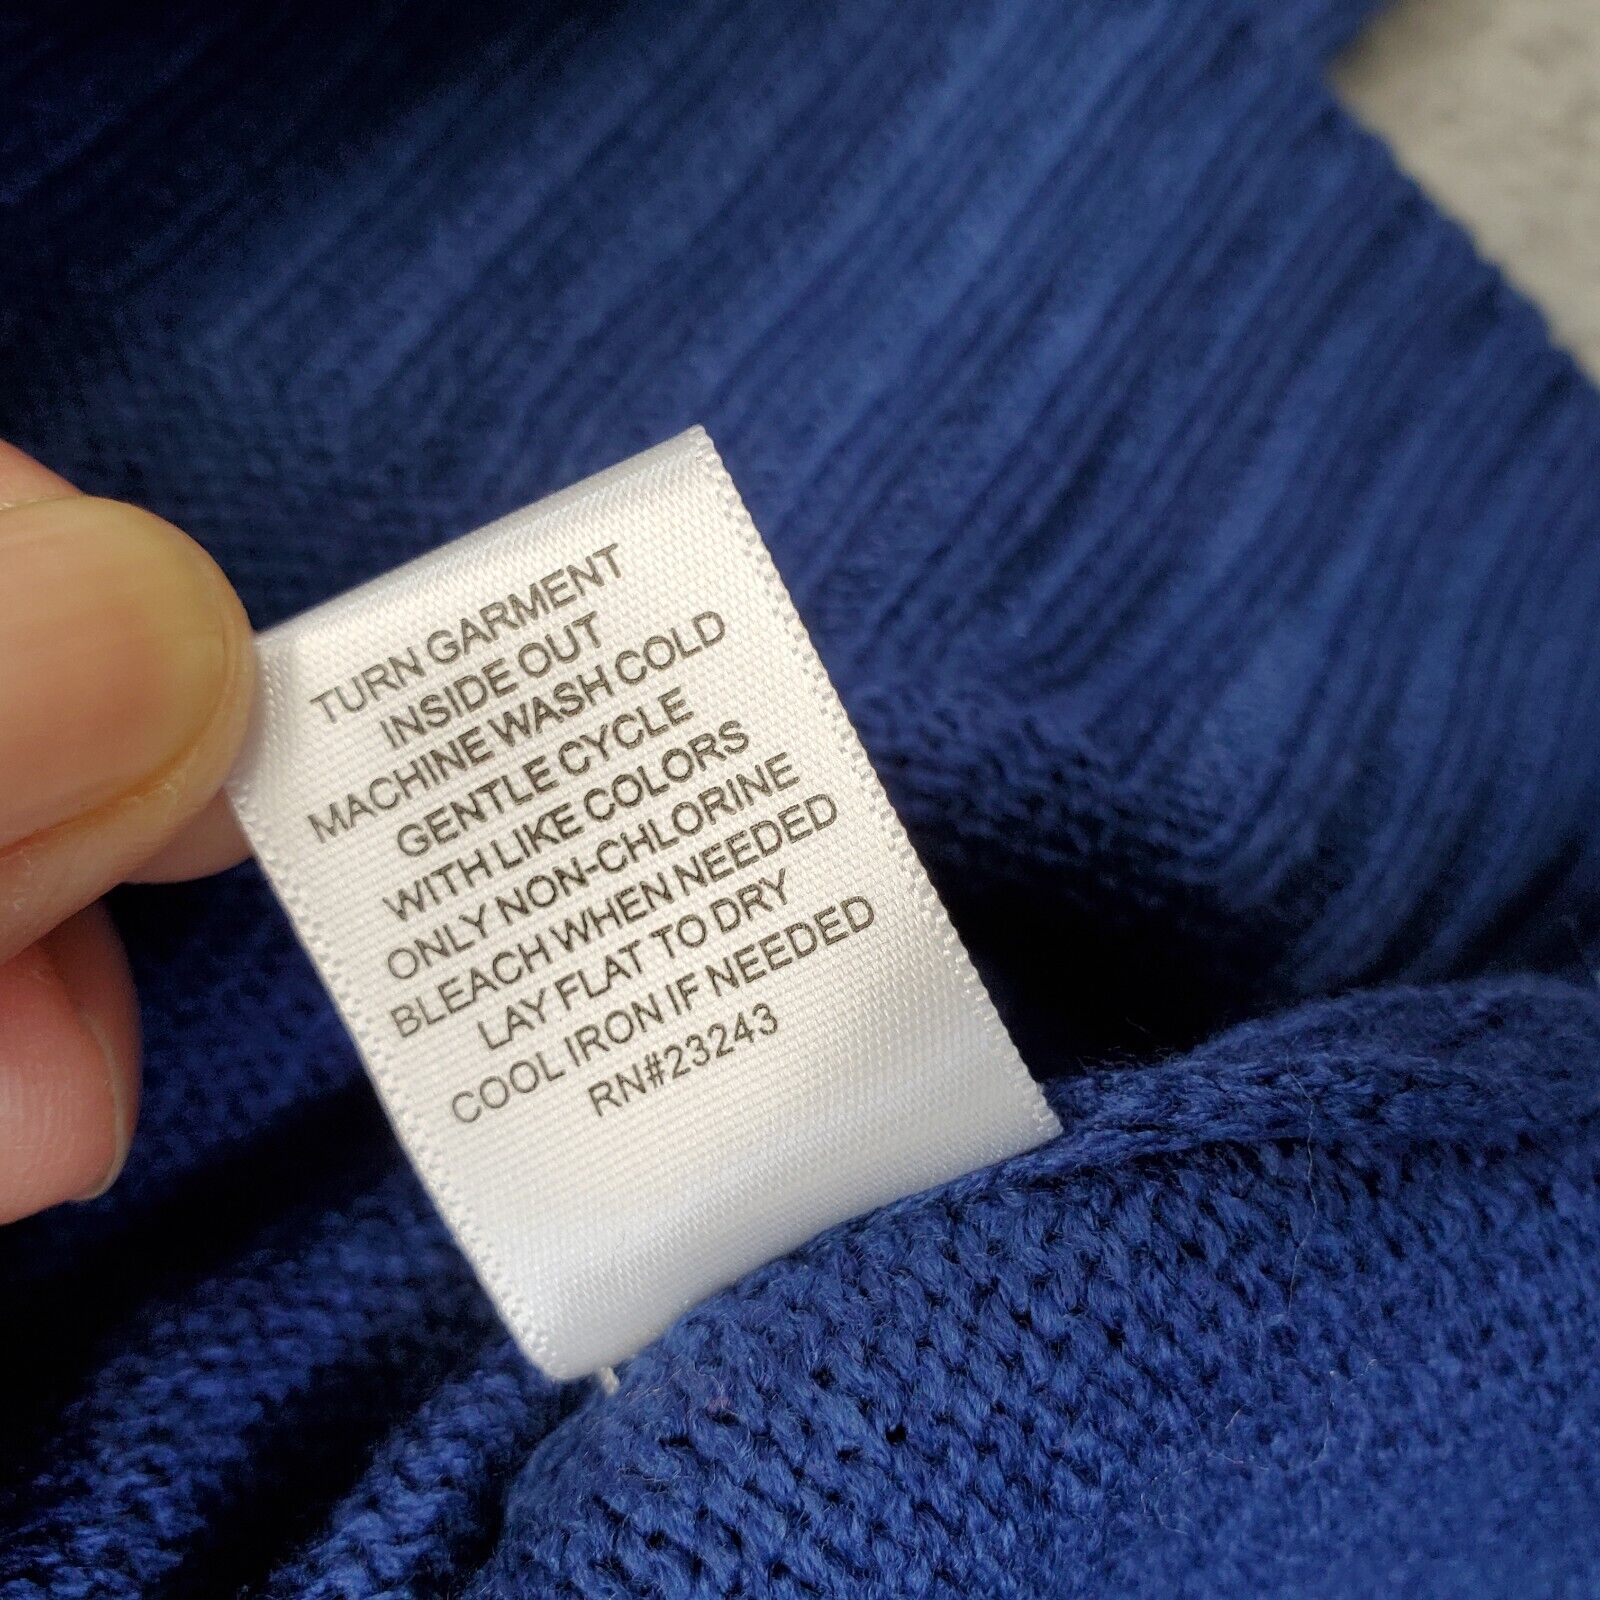 TURN GARMENT
INSIDE OUT
MACHINE WASH COLD
GENTLE CYCLE
WITH LIKE COLORS
ONLY NON-CHLORINE
BLEACH WHEN NEEDED
LAY FLAT TO DRY
COOL IRON IF NEEDED
RN#23243